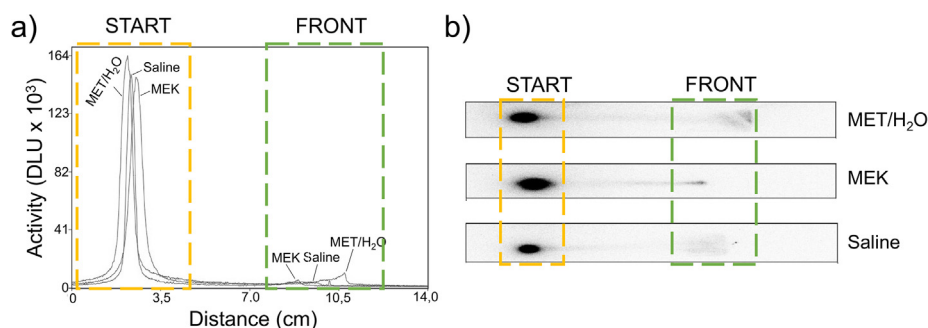 a)
START
FRONT
164
123
82
41
0
Activity (DLU x 10³)
MET/H₂O
Saline
MEK
MEK
Saline
MET/H₂O
0,0
3,5
7,0
10,5
14,0
Distance (cm)
b)
START
FRONT
MET/H₂O
MEK
Saline